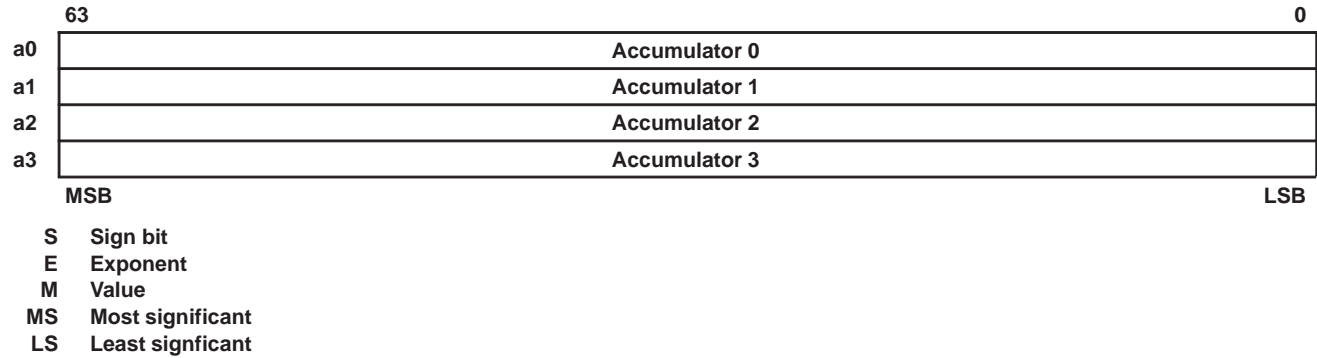 63 0
a0 Accumulator 0
a1 Accumulator 1
a2 Accumulator 2
a3 Accumulator 3
MSB LSB
S Sign bit
E Exponent
M Value
MS Most significant
LS Least signficant